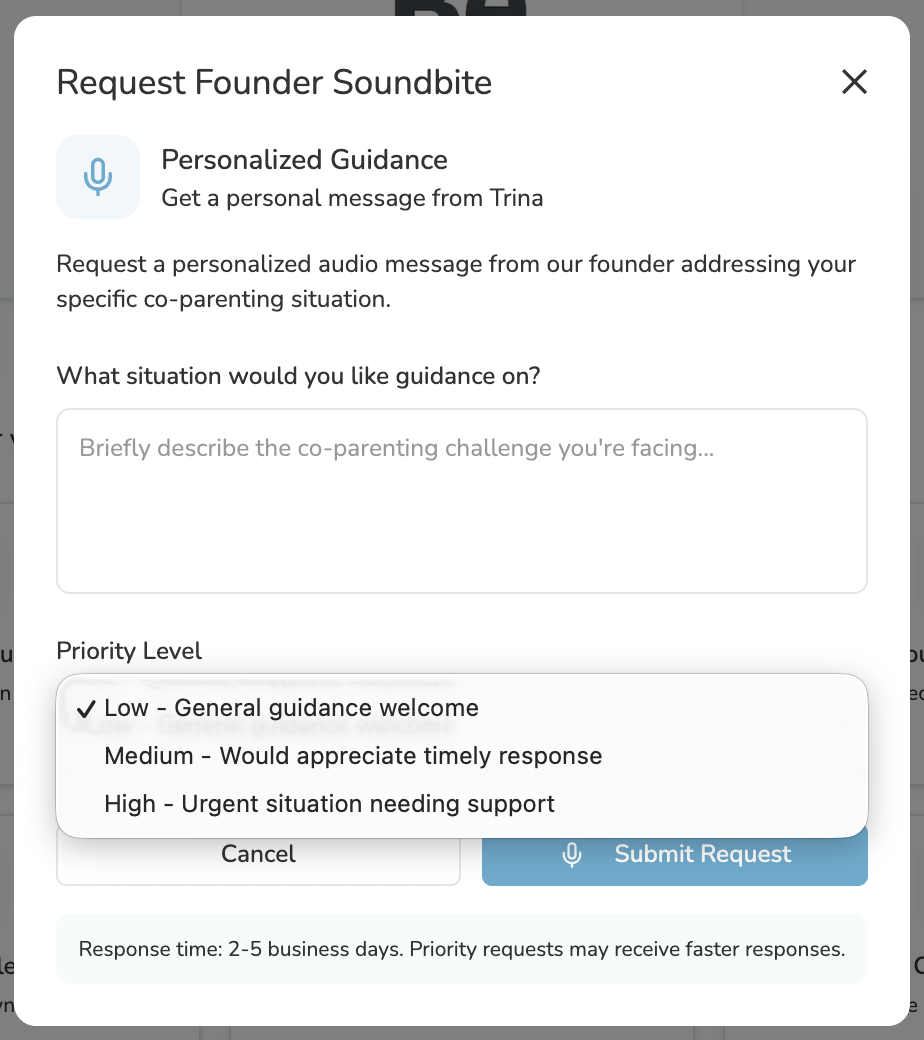 Be
Request Founder Soundbite
Personalized Guidance
Get a personal message from Trina
Request a personalized audio message from our founder addressing your
specific co-parenting situation.
What situation would you like guidance on?
Briefly describe the co-parenting challenge you're facing...
Priority Level
✓ Low - General guidance welcome
Medium - Would appreciate timely response
High - Urgent situation needing support
Cancel
Submit Request
Response time: 2-5 business days. Priority requests may receive faster responses.